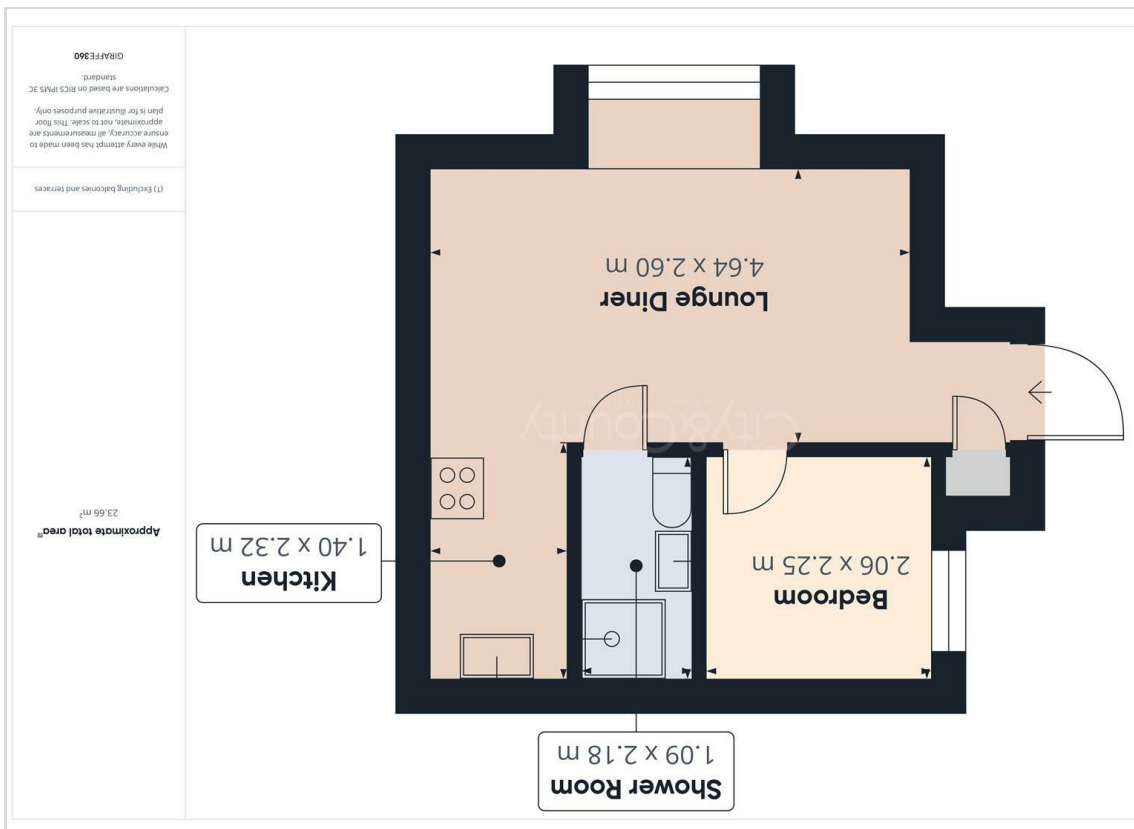 Shower Room
1.09 x 2.18 m
Bedroom
2.06 x 2.25 m
Kitchen
1.40 x 2.32 m
City&County
Lounge Diner
4.64 x 2.60 m
Approximate total area⁽¹⁾
23.66 m²
(1) Excluding balconies and terraces
While every attempt has been made to
ensure accuracy, all measurements are
approximate, not to scale. This floor
plan is for illustrative purposes only.
Calculations are based on RICS IPMS 3C
standard.
GIRAFFE360